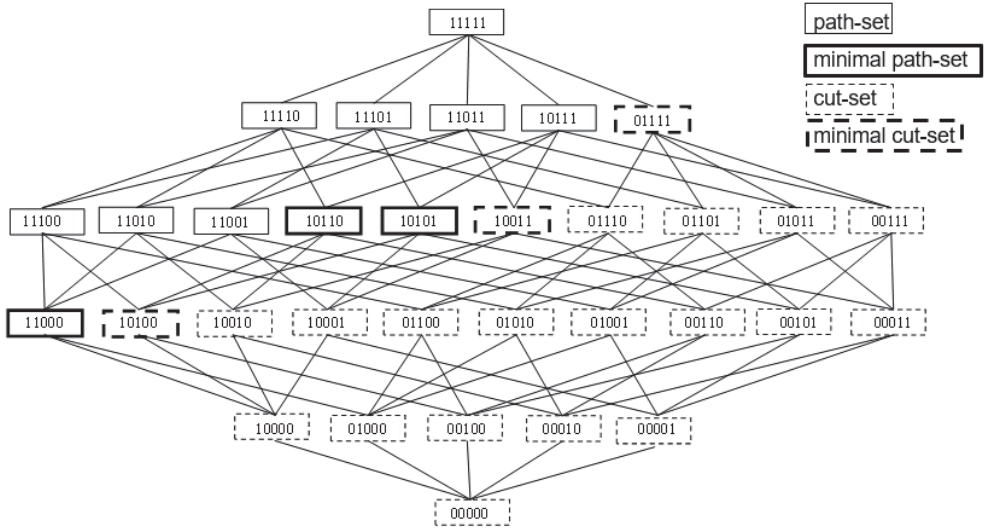 11111
path-set
minimal path-set
cut-set
minimal cut-set
11110 11101 11011 10111 01111
11100 11010 11001 10110 10101 10011 01110 01101 01011 00111
11000 10100 10010 10001 01100 01010 01001 00110 00101 00011
10000 01000 00100 00010 00001
00000